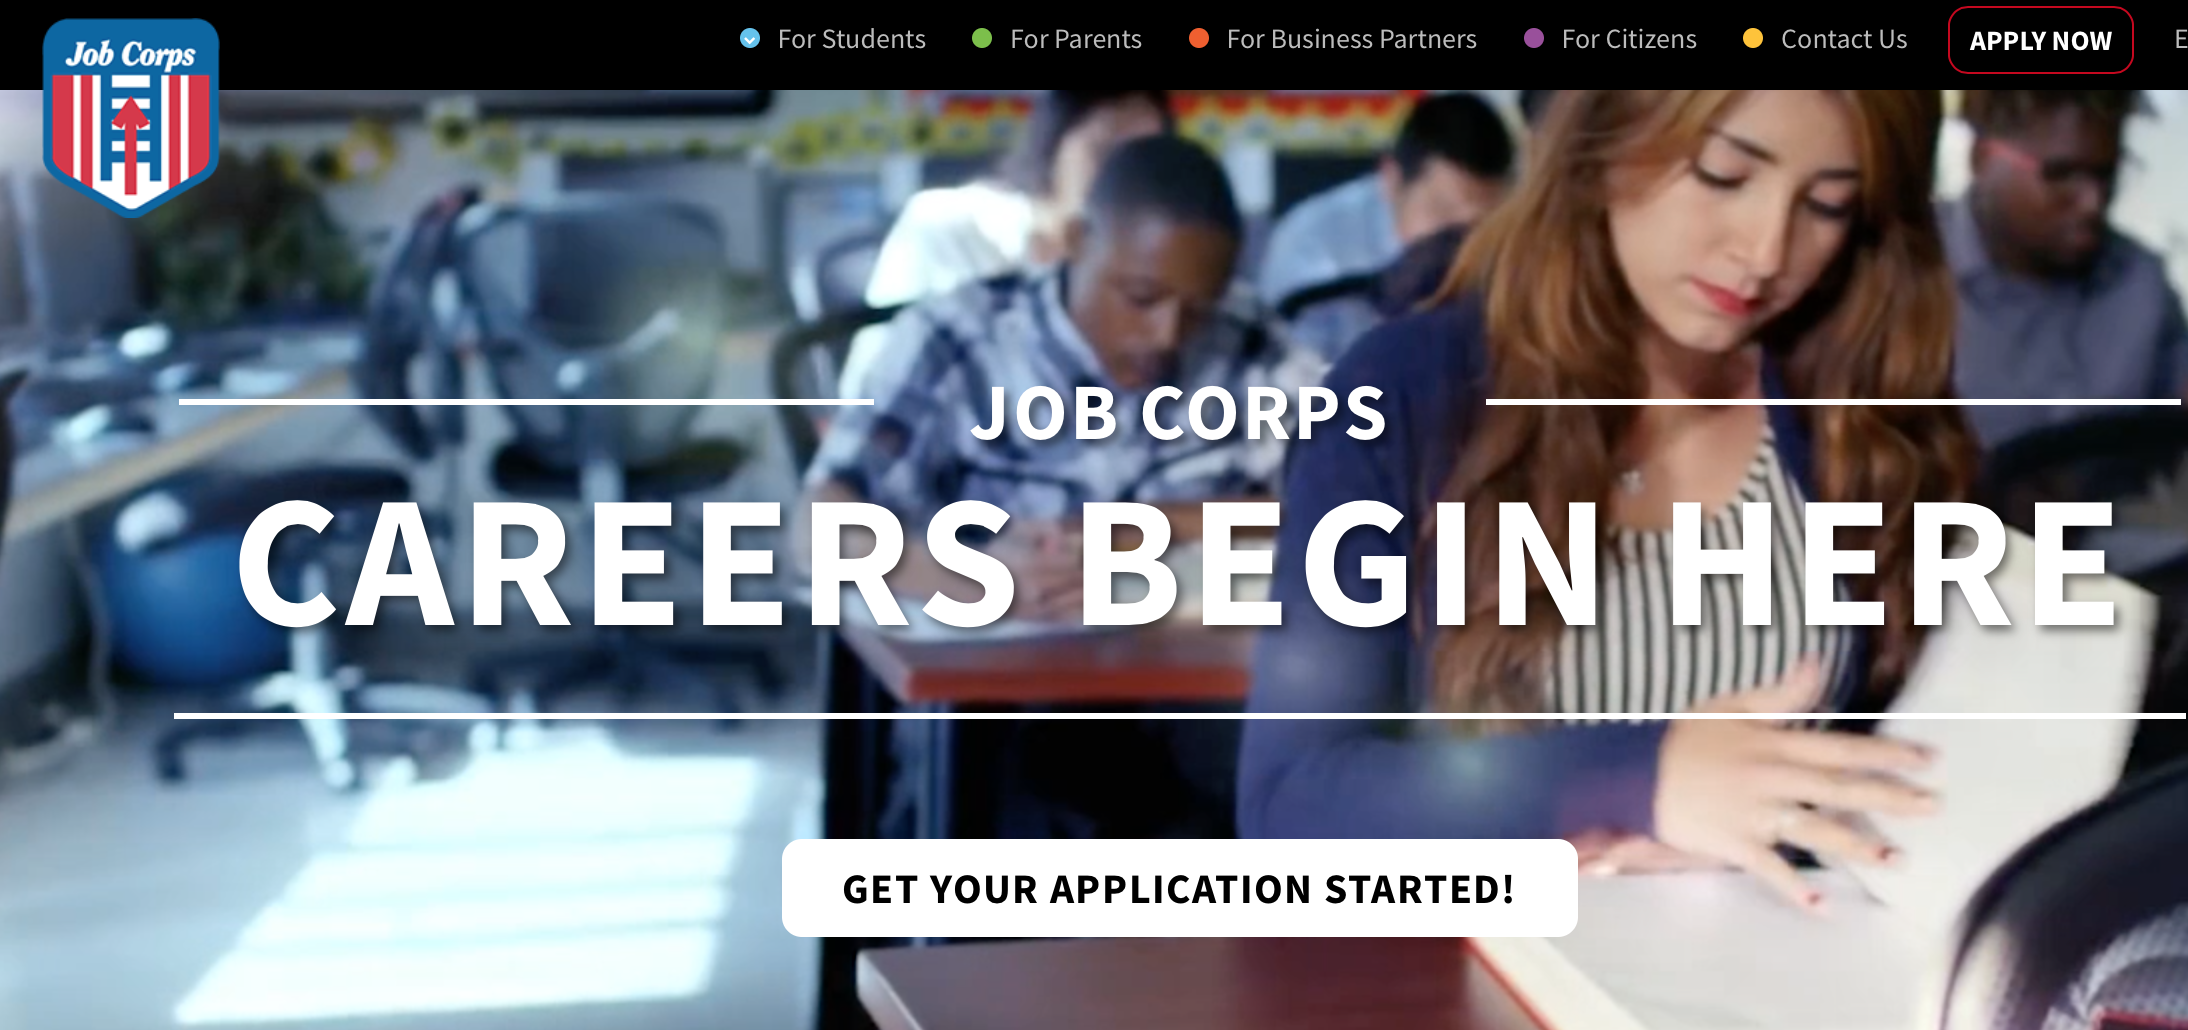 Job Corps
For Students
For Parents
For Business Partners
For Citizens
Contact Us
APPLY NOW
E
JOB CORPS
CAREERS BEGIN HERE
GET YOUR APPLICATION STARTED!